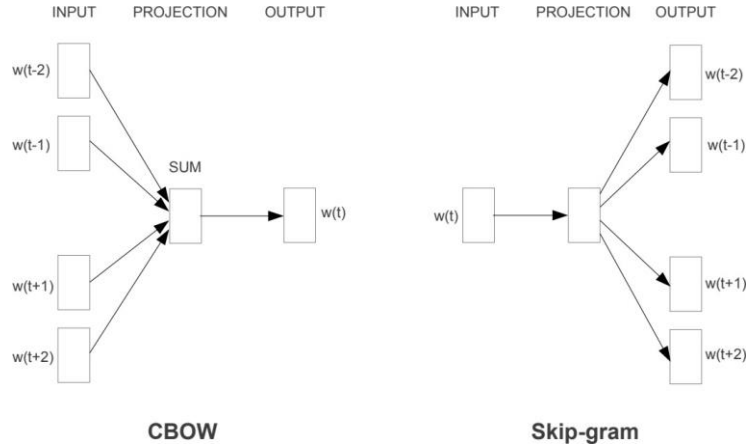 INPUT PROJECTION OUTPUT
w(t-2)
w(t-1)
SUM
w(t)
w(t+1)
w(t+2)
CBOW
INPUT PROJECTION OUTPUT
w(t-2)
w(t-1)
w(t)
w(t+1)
w(t+2)
Skip-gram